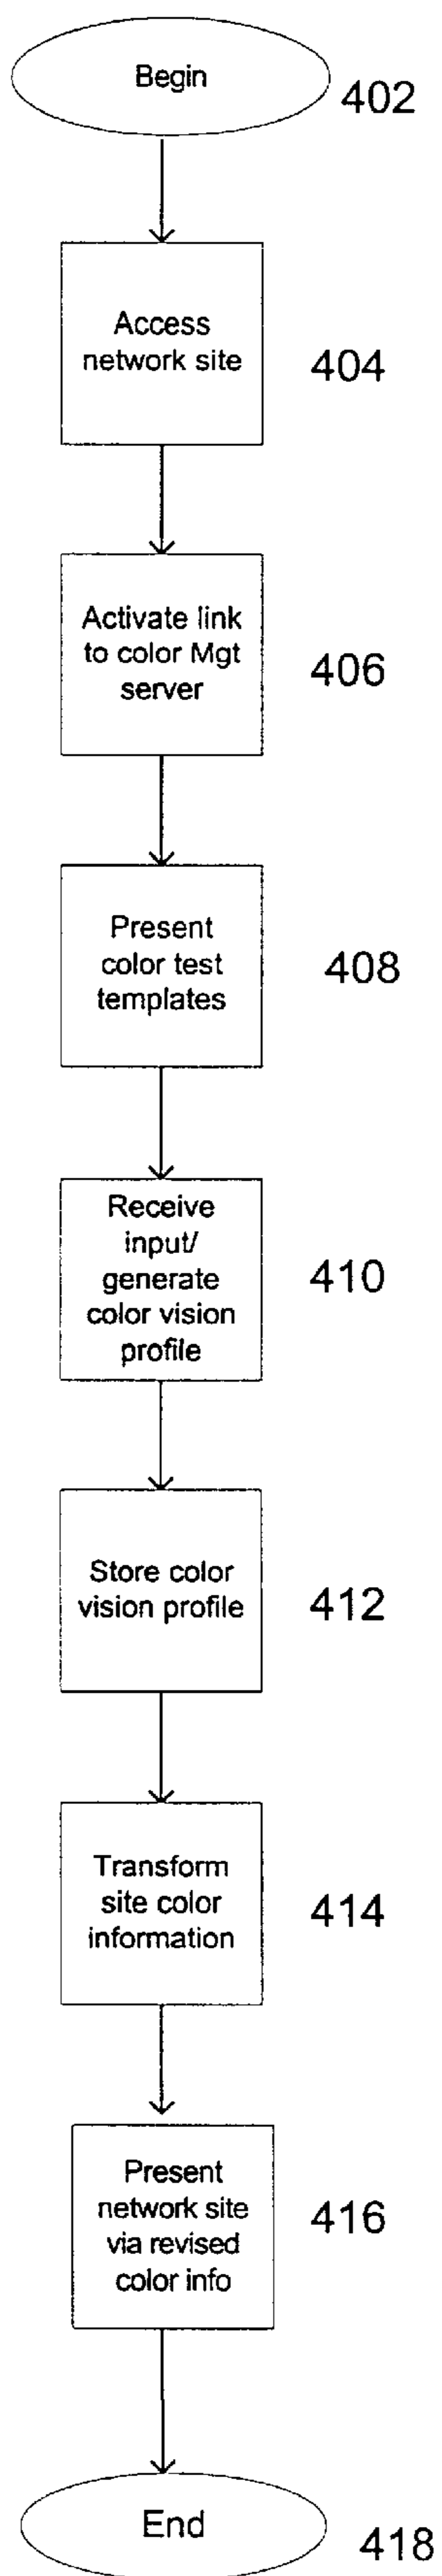 Begin
402
Access
network site
404
Activate link
to color Mgt
server
406
Present
color test
templates
408
Receive
input/
generate
color vision
profile
410
Store color
vision profile
412
Transform
site color
information
414
Present
network site
via revised
color info
416
End
418